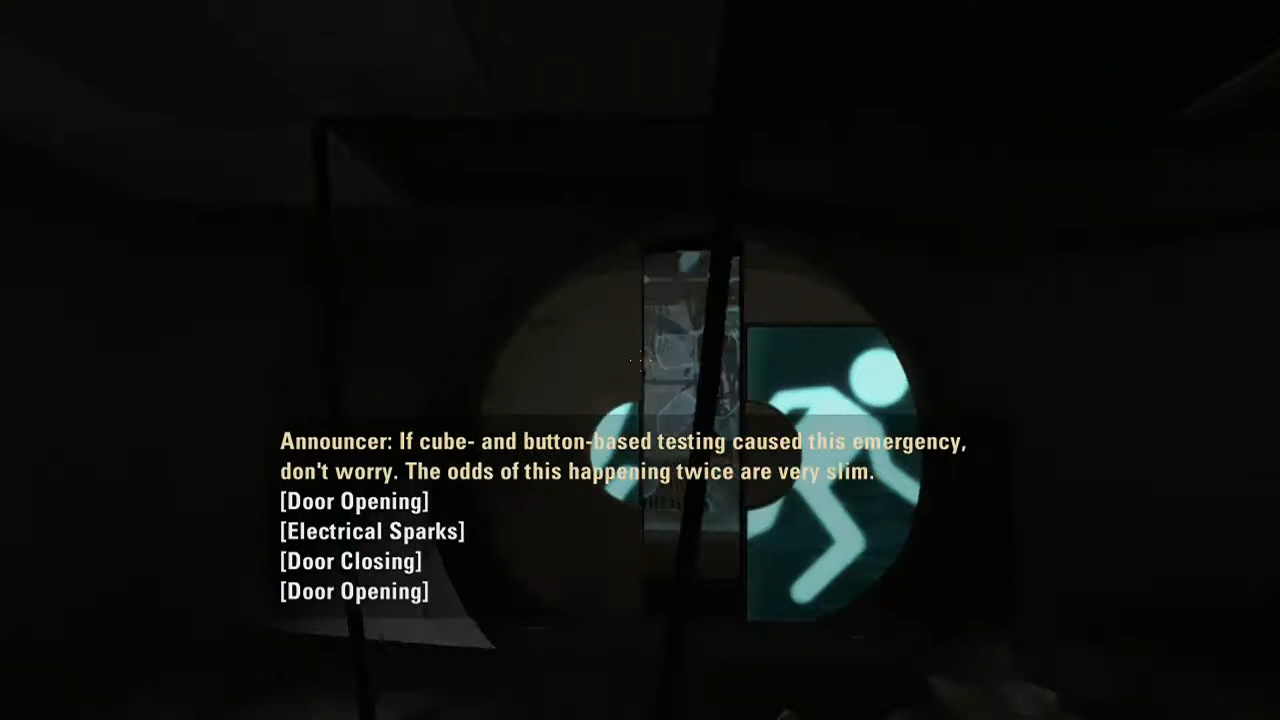 Announcer: If cube- and button-based testing caused this emergency,
don't worry. The odds of this happening twice are very slim.
[Door Opening]
[Electrical Sparks]
[Door Closing]
[Door Opening]